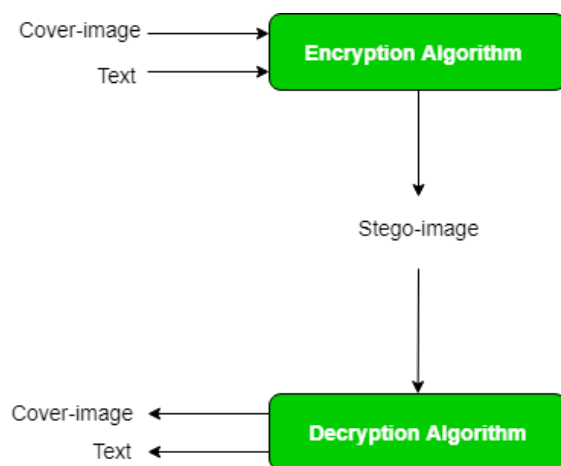 Cover-image
Encryption Algorithm
Text
Stego-image
Cover-image
Decryption Algorithm
Text